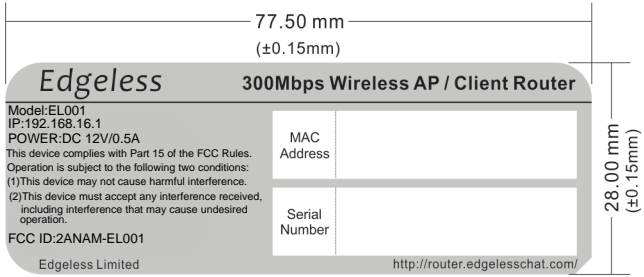 77.50 mm
(±0.15mm)
Edgeless
300Mbps Wireless AP / Client Router
Model:EL001
IP:192.168.16.1
POWER:DC 12V/0.5A
This device complies with Part 15 of the FCC Rules.
Operation is subject to the following two conditions:
(1)This device may not cause harmful interference.
(2)This device must accept any interference received,
including interference that may cause undesired
operation.
FCC ID:2ANAM-EL001
Edgeless Limited
MAC
Address
Serial
Number
http://router.edgelesschat.com/
28.00 mm
(±0.15mm)